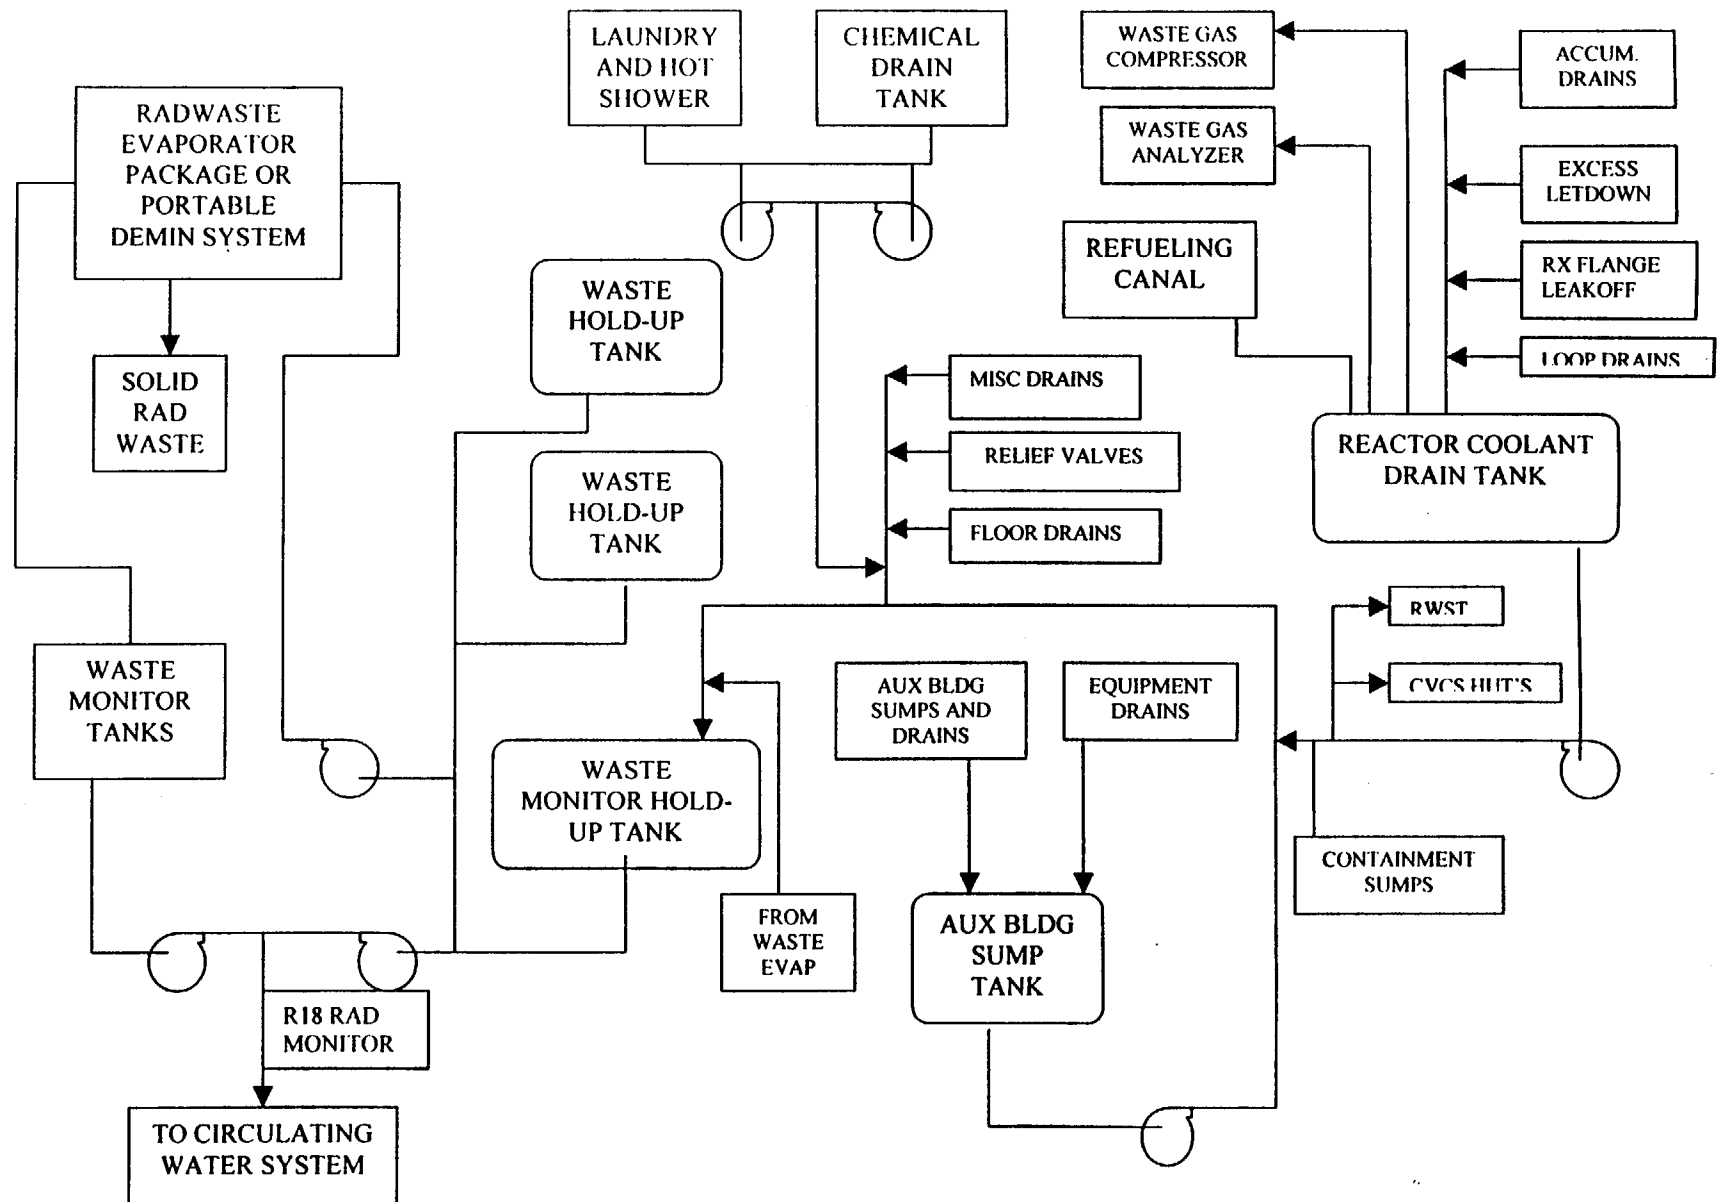 LAUNDRY
AND HOT
SHOWER
CHEMICAL
DRAIN
TANK
WASTE GAS
COMPRESSOR
ACCUM.
DRAINS
RADWASTE
EVAPORATOR
PACKAGE OR
PORTABLE
DEMIN SYSTEM
WASTE GAS
ANALYZER
EXCESS
LETDOWN
REFUELING
CANAL
RX FLANGE
LEAKOFF
WASTE
HOLD-UP
TANK
LOOP DRAINS
SOLID
RAD
WASTE
MISC DRAINS
RELIEF VALVES
FLOOR DRAINS
REACTOR COOLANT
DRAIN TANK
WASTE
HOLD-UP
TANK
RWST
CVCS HUT'S
WASTE
MONITOR
TANKS
AUX BLDG
SUMPS AND
DRAINS
EQUIPMENT
DRAINS
WASTE
MONITOR HOLD-
UP TANK
CONTAINMENT
SUMPS
FROM
WASTE
EVAP
AUX BLDG
SUMP
TANK
R18 RAD
MONITOR
TO CIRCULATING
WATER SYSTEM